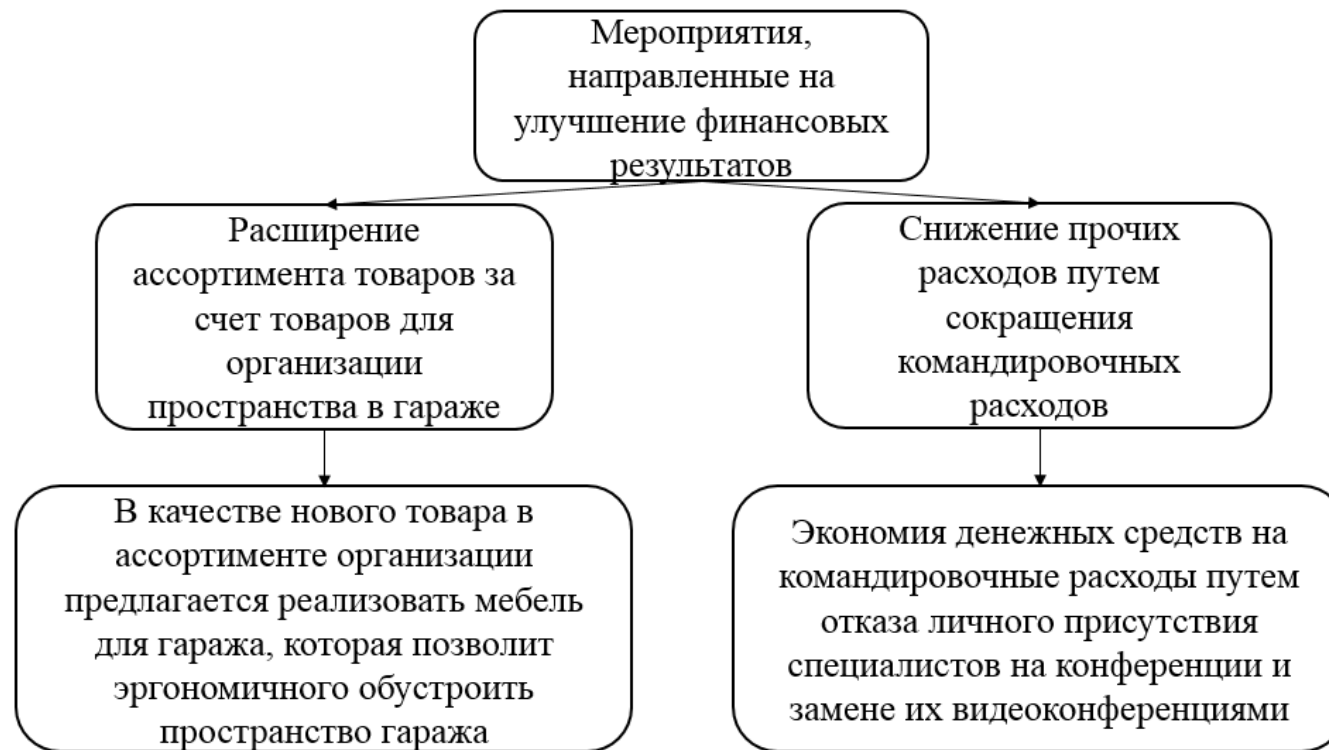 Мероприятия,
направленные на
улучшение финансовых
результатов
Расширение
ассортимента товаров за
счет товаров для
организации
пространства в гараже
Снижение прочих
расходов путем
сокращения
командировочных
расходов
В качестве нового товара в
ассортименте организации
предлагается реализовать мебель
для гаража, которая позволит
эргономичного обустроить
пространство гаража
Экономия денежных средств на
командировочные расходы путем
отказа личного присутствия
специалистов на конференции и
замене их видеоконференциями